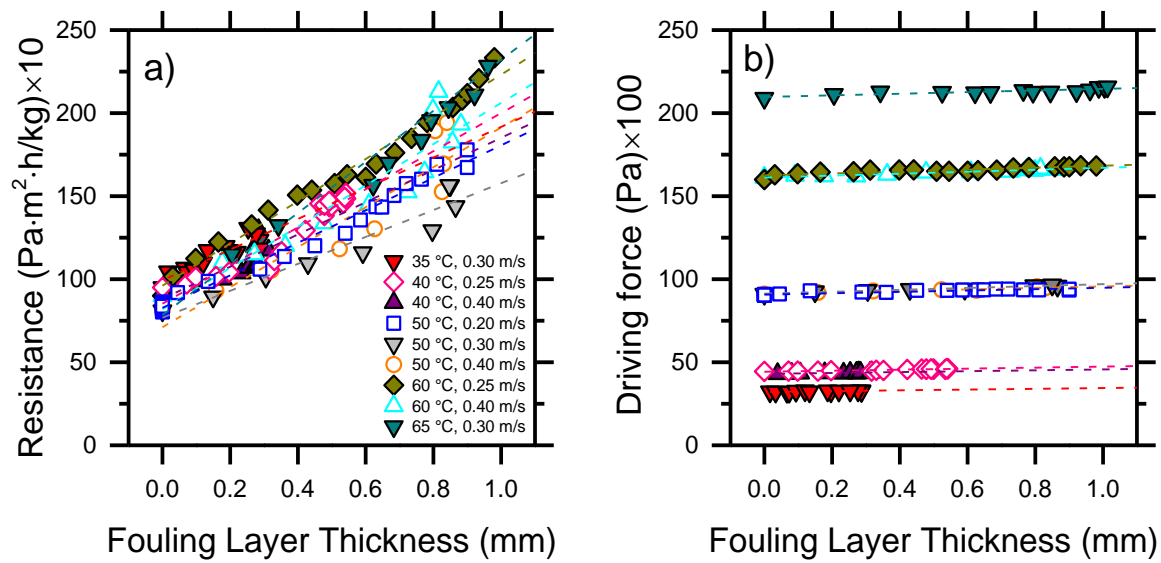 a)
Resistance (Pa·m²·h/kg)×10
250
200
150
100
50
0
0.0 0.2 0.4 0.6 0.8 1.0
Fouling Layer Thickness (mm)
35 °C, 0.30 m/s
40 °C, 0.25 m/s
40 °C, 0.40 m/s
50 °C, 0.20 m/s
50 °C, 0.30 m/s
50 °C, 0.40 m/s
60 °C, 0.25 m/s
60 °C, 0.40 m/s
65 °C, 0.30 m/s
b)
Driving force (Pa)×100
250
200
150
100
50
0
0.0 0.2 0.4 0.6 0.8 1.0
Fouling Layer Thickness (mm)